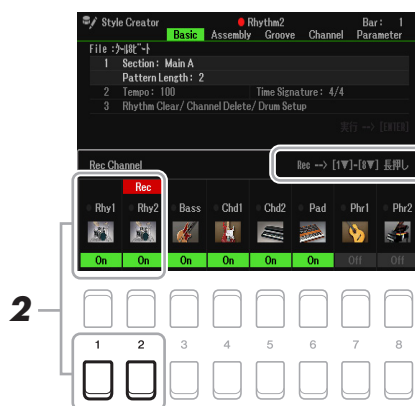 Style Creator Rhythm2 Bar: 1
Basic Assembly Groove Channel Parameter
File :ｸｰﾙ8ﾋﾞｰﾄ
1 Section: Main A
Pattern Length: 2
2 Tempo: 100 Time Signature: 4/4
3 Rhythm Clear/ Channel Delete/ Drum Setup
実行 --> [ENTER]
Rec Channel Rec --> [1▼]-[8▼] 長押し
Rec
Rhy1 Rhy2 Bass Chd1 Chd2 Pad Phr1 Phr2
On On On On On On Off Off
2
1 2 3 4 5 6 7 8